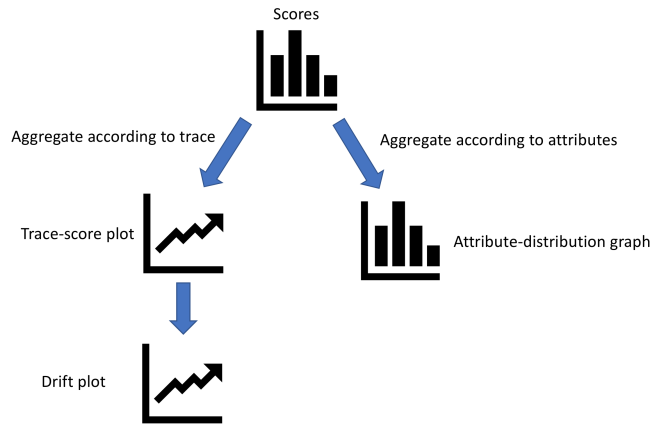 Scores
Aggregate according to trace
Aggregate according to attributes
Trace-score plot
Attribute-distribution graph
Drift plot